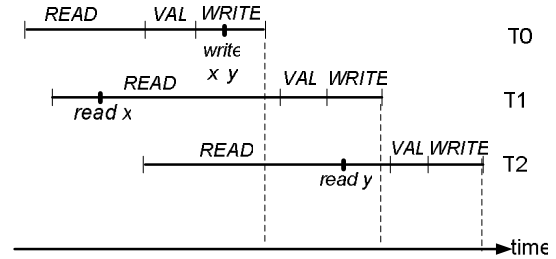 READ VAL WRITE
T0
write
x y
READ VAL WRITE
T1
read x
READ VAL WRITE
T2
read y
time